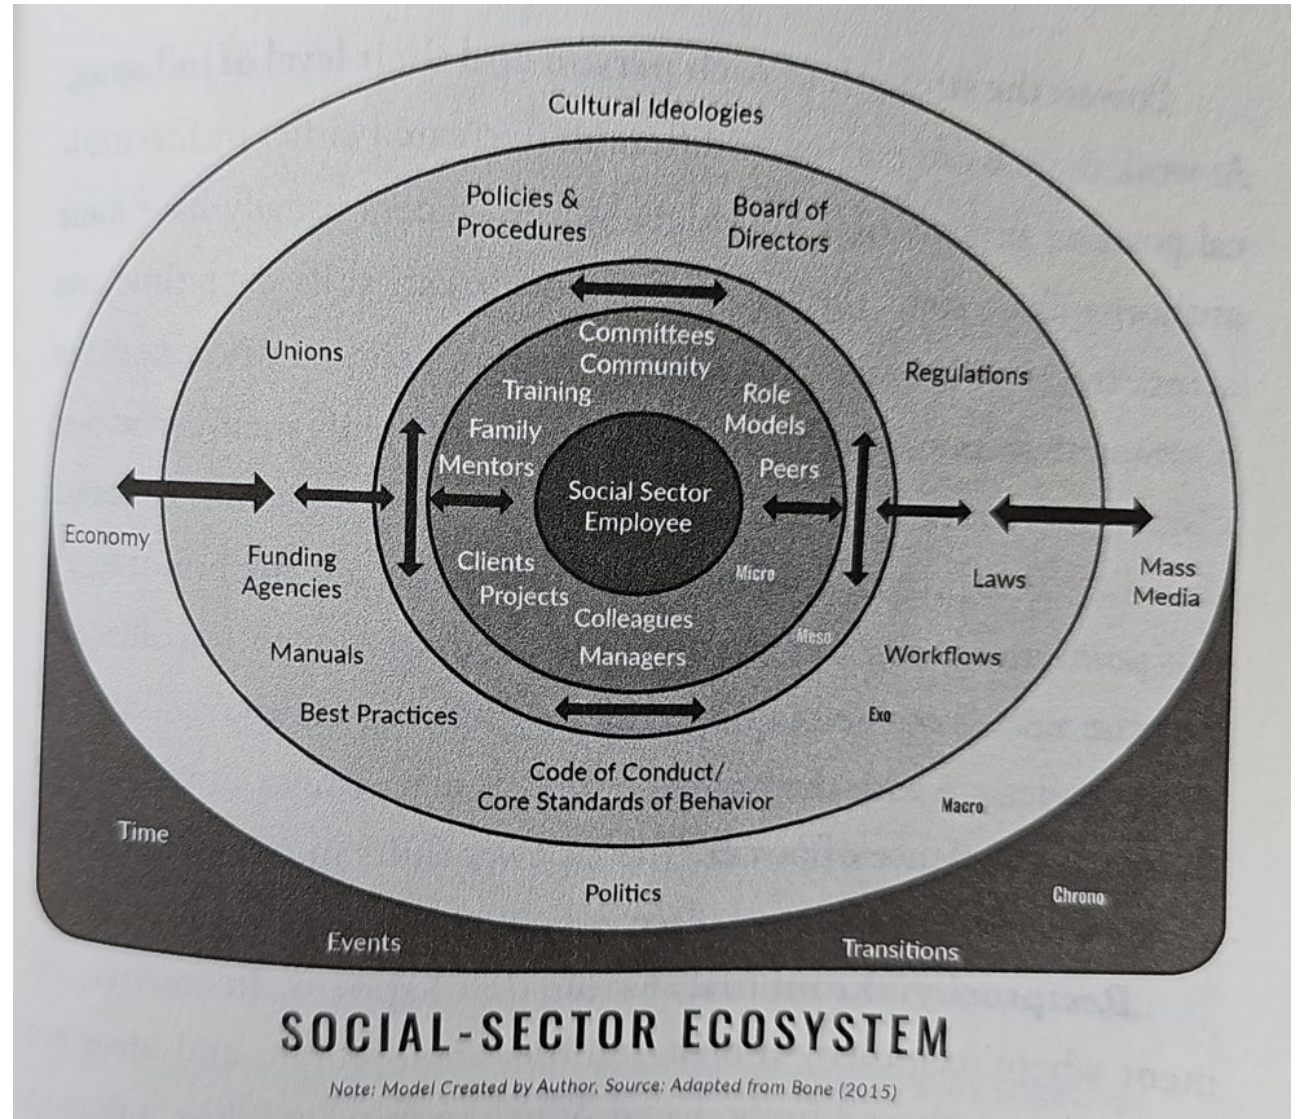 Cultural Ideologies
Policies &
Procedures
Board of
Directors
Unions
Regulations
Committees
Community
Training
Role
Models
Family
Mentors
Peers
Social Sector
Employee
Economy
Funding
Agencies
Clients
Projects
Micro
Laws
Mass
Media
Colleagues
Meso
Managers
Manuals
Workflows
Best Practices
Exo
Code of Conduct/
Core Standards of Behavior
Macro
Time
Politics
Chrono
Events
Transitions
SOCIAL-SECTOR ECOSYSTEM
Note: Model Created by Author. Source: Adapted from Bone (2015)